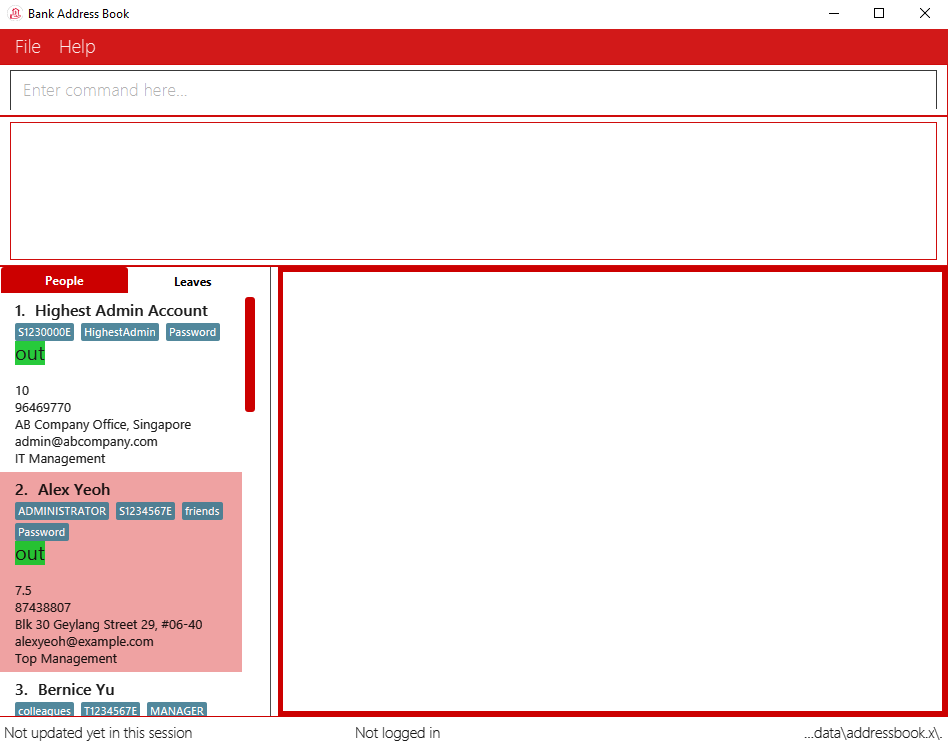 Bank Address Book
File Help
Enter command here...
People Leaves
1. Highest Admin Account
S1230000E HighestAdmin Password
out
10
96469770
AB Company Office, Singapore
admin@abcompany.com
IT Management
2. Alex Yeoh
ADMINISTRATOR S1234567E friends
Password
out
7.5
87438807
Blk 30 Geylang Street 29, #06-40
alexyeoh@example.com
Top Management
3. Bernice Yu
colleagues T1234567E MANAGER
Not updated yet in this session Not logged in ...data\addressbook.x\.